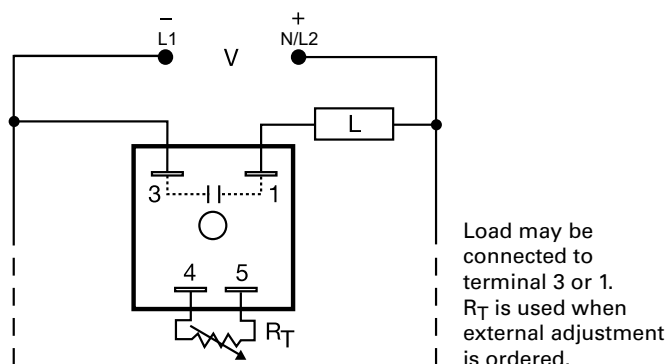 − +
L1 V N/L2
L
3 1
4 5
RT
Load may be
connected to
terminal 3 or 1.
RT is used when
external adjustment
is ordered.